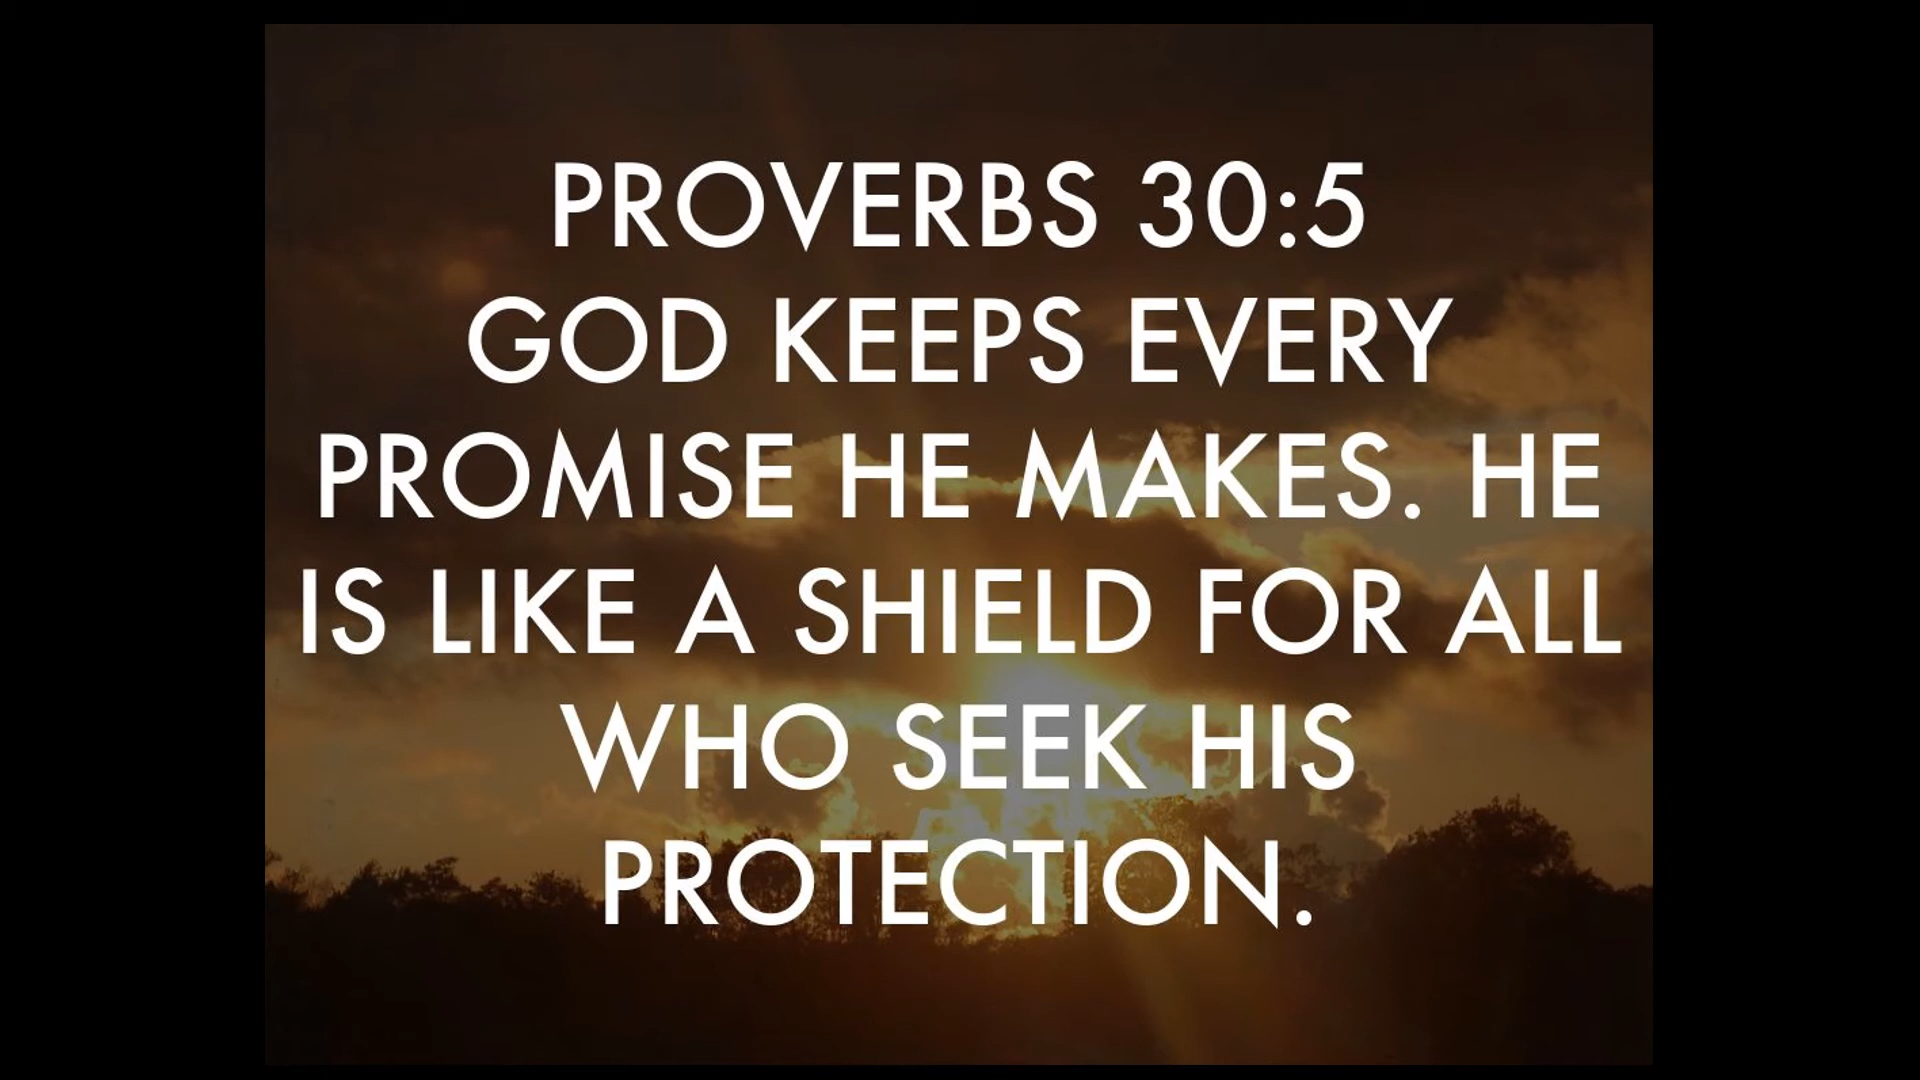 PROVERBS 30:5
GOD KEEPS EVERY
PROMISE HE MAKES. HE
IS LIKE A SHIELD FOR ALL
WHO SEEK HIS
PROTECTION.